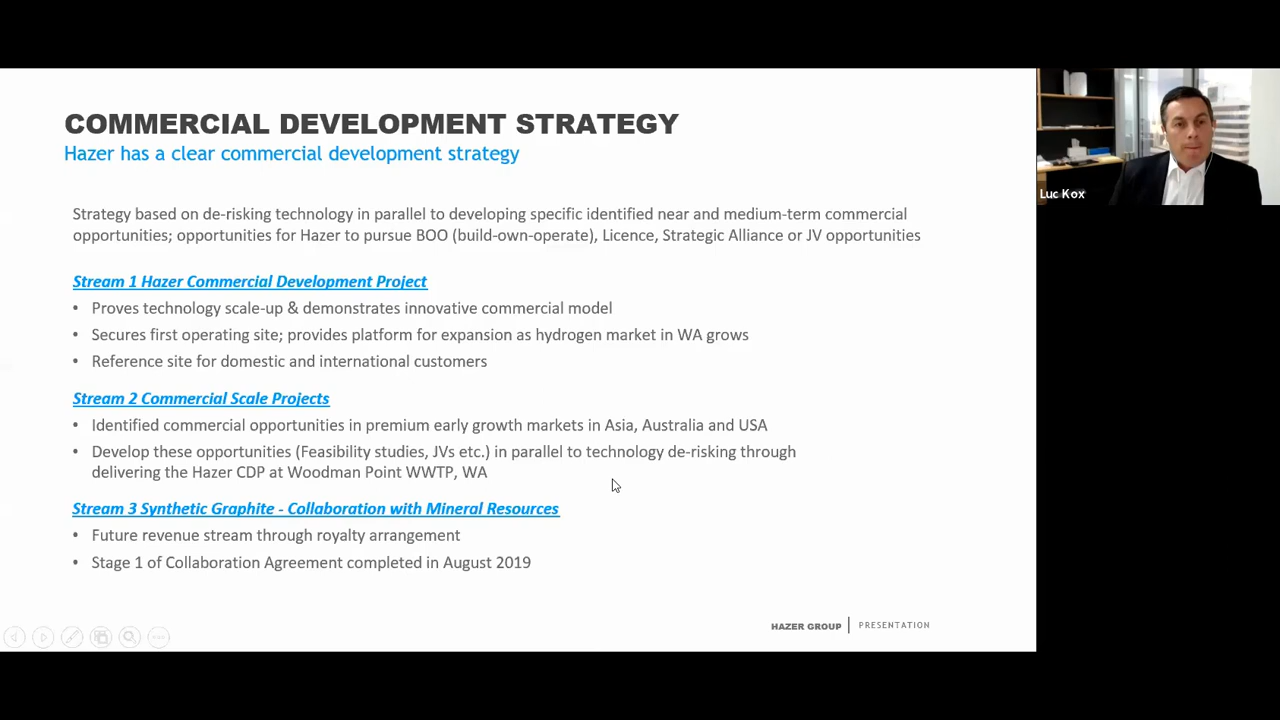 COMMERCIAL DEVELOPMENT STRATEGY
Hazer has a clear commercial development strategy
Strategy based on de-risking technology in parallel to developing specific identified near and medium-term commercial
opportunities; opportunities for Hazer to pursue BOO (build-own-operate), Licence, Strategic Alliance or JV opportunities
Stream 1 Hazer Commercial Development Project
• Proves technology scale-up & demonstrates innovative commercial model
• Secures first operating site; provides platform for expansion as hydrogen market in WA grows
• Reference site for domestic and international customers
Stream 2 Commercial Scale Projects
• Identified commercial opportunities in premium early growth markets in Asia, Australia and USA
• Develop these opportunities (Feasibility studies, JVs etc.) in parallel to technology de-risking through
delivering the Hazer CDP at Woodman Point WWTP, WA
Stream 3 Synthetic Graphite - Collaboration with Mineral Resources
• Future revenue stream through royalty arrangement
• Stage 1 of Collaboration Agreement completed in August 2019
HAZER GROUP | PRESENTATION
Luc Kox